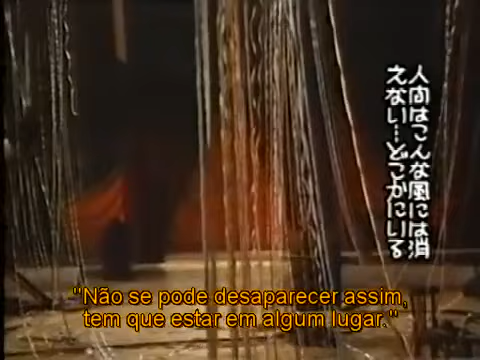 人間はこんな風には消
えない…どこかにいる
"Não se pode desaparecer assim,
tem que estar em algum lugar."